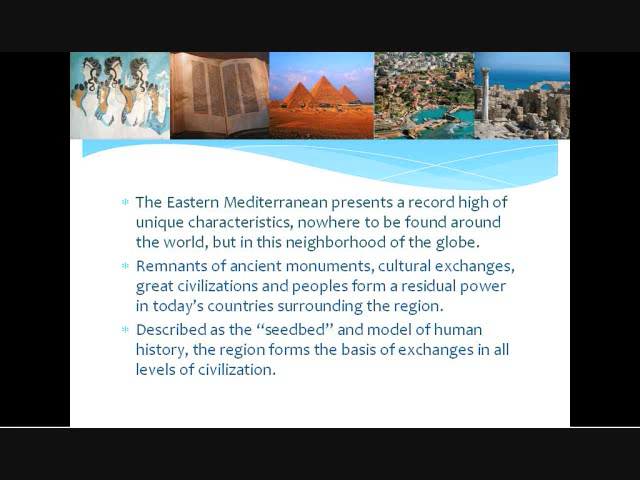 The Eastern Mediterranean presents a record high of
unique characteristics, nowhere to be found around
the world, but in this neighborhood of the globe.
Remnants of ancient monuments, cultural exchanges,
great civilizations and peoples form a residual power
in today’s countries surrounding the region.
Described as the “seedbed” and model of human
history, the region forms the basis of exchanges in all
levels of civilization.